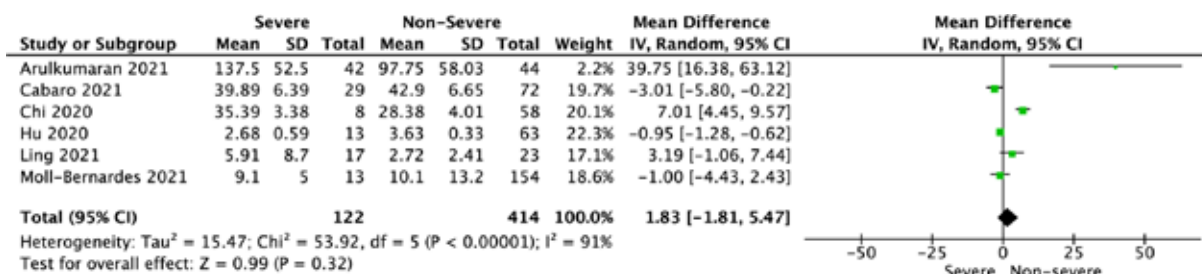 Severe Non-Severe Mean Difference Mean Difference
Study or Subgroup Mean SD Total Mean SD Total Weight IV, Random, 95% CI IV, Random, 95% CI
Arulkumaran 2021 137.5 52.5 42 97.75 58.03 44 2.2% 39.75 [16.38, 63.12]
Cabaro 2021 39.89 6.39 29 42.9 6.65 72 19.7% -3.01 [-5.80, -0.22]
Chi 2020 35.39 3.38 8 28.38 4.01 58 20.1% 7.01 [4.45, 9.57]
Hu 2020 2.68 0.59 13 3.63 0.33 63 22.3% -0.95 [-1.28, -0.62]
Ling 2021 5.91 8.7 17 2.72 2.41 23 17.1% 3.19 [-1.06, 7.44]
Moll-Bernardes 2021 9.1 5 13 10.1 13.2 154 18.6% -1.00 [-4.43, 2.43]
Total (95% CI) 122 414 100.0% 1.83 [-1.81, 5.47]
Heterogeneity: Tau² = 15.47; Chi² = 53.92, df = 5 (P < 0.00001); I² = 91%
Test for overall effect: Z = 0.99 (P = 0.32)
-50 -25 0 25 50
Severe Non-severe